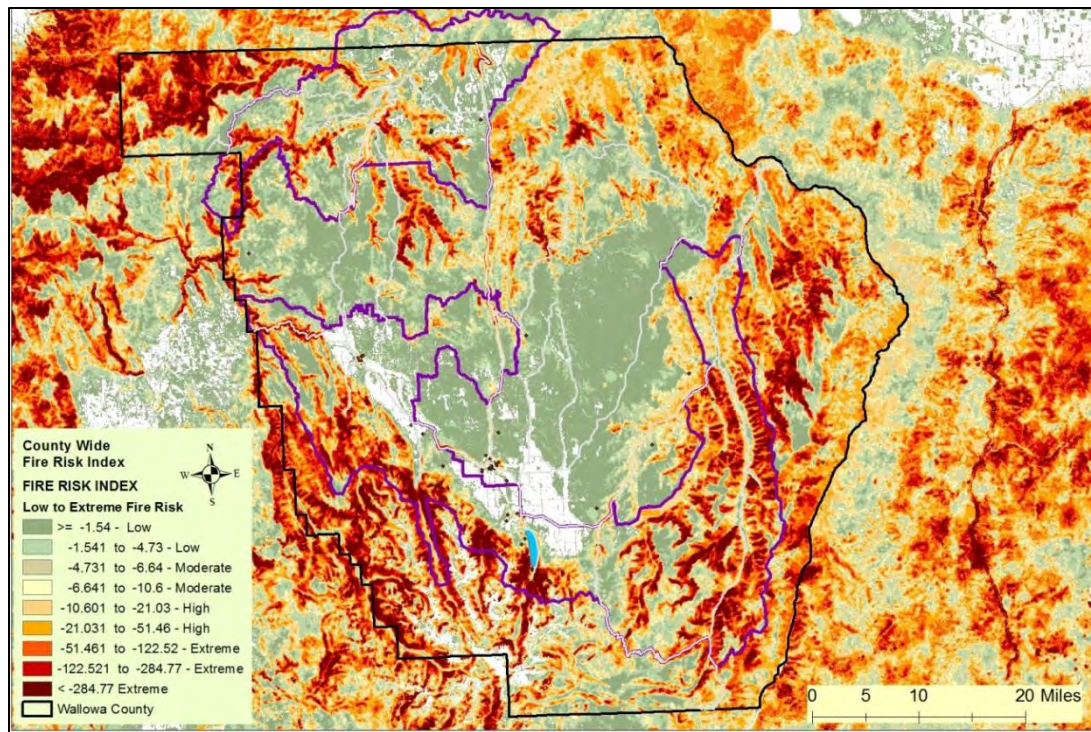 County Wide
Fire Risk Index
N
W E
S
FIRE RISK INDEX
Low to Extreme Fire Risk
>= -1.54 - Low
-1.541 to -4.73 - Low
-4.731 to -6.64 - Moderate
-6.641 to -10.6 - Moderate
-10.601 to -21.03 - High
-21.031 to -51.46 - High
-51.461 to -122.52 - Extreme
-122.521 to -284.77 - Extreme
< -284.77 Extreme
Wallowa County
0 5 10 20 Miles